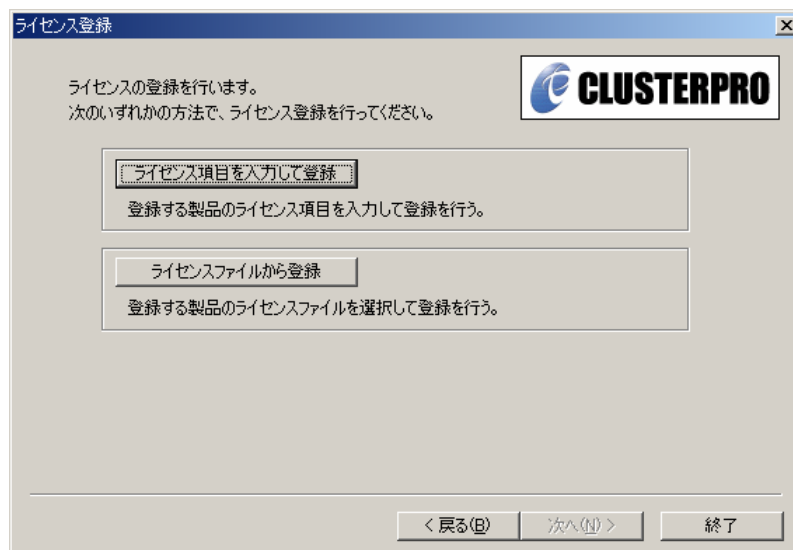 ライセンス登録
CLUSTERPRO
ライセンスの登録を行います。
次のいずれかの方法で、ライセンス登録を行ってください。
ライセンス項目を入力して登録
登録する製品のライセンス項目を入力して登録を行う。
ライセンスファイルから登録
登録する製品のライセンスファイルを選択して登録を行う。
< 戻る(B)
次へ(N) >
終了